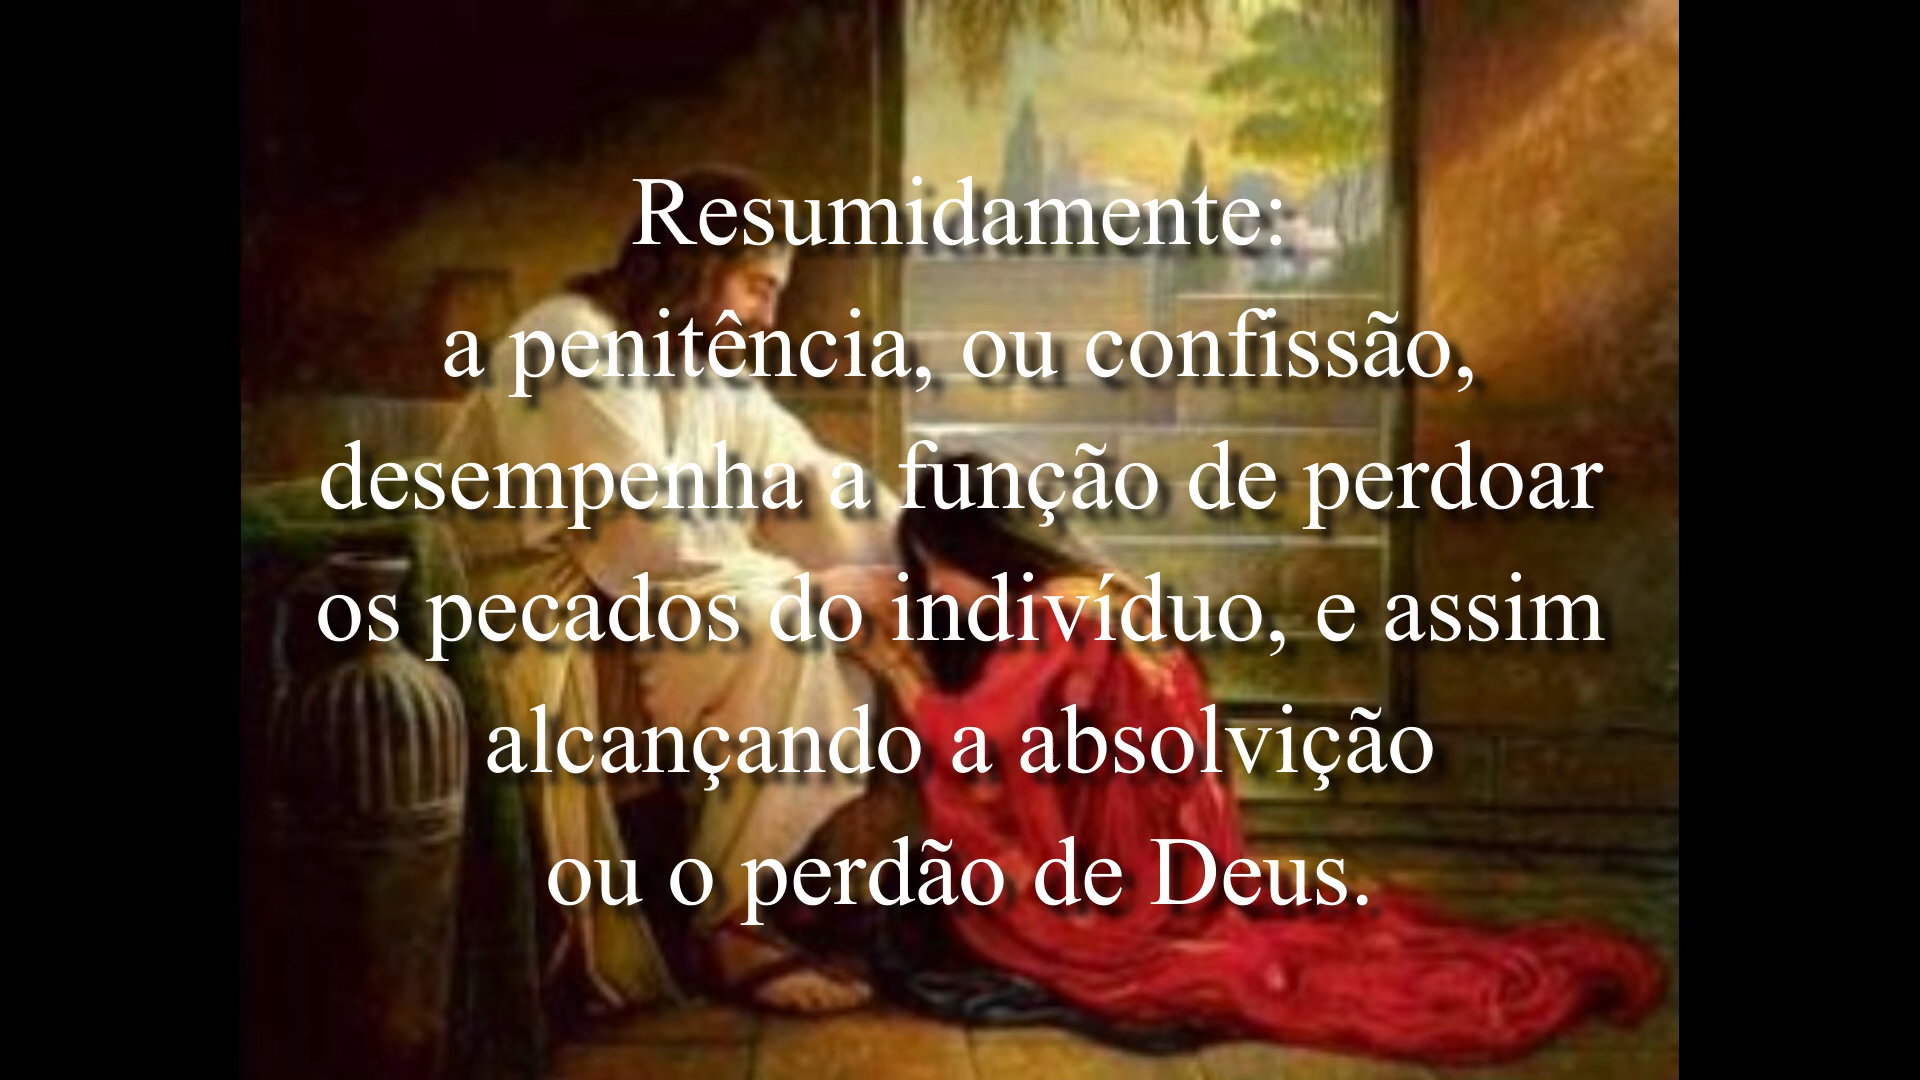 Resumidamente:
a penitência, ou confissão,
desempenha a função de perdoar
os pecados do indivíduo, e assim
alcançando a absolvição
ou o perdão de Deus.